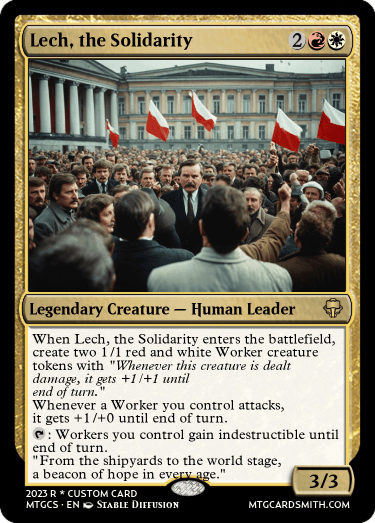 Lech, the Solidarity
2
Legendary Creature — Human Leader
When Lech, the Solidarity enters the battlefield,
create two 1/1 red and white Worker creature
tokens with "Whenever this creature is dealt
damage, it gets +1/+1 until
end of turn."
Whenever a Worker you control attacks,
it gets +1/+0 until end of turn.
: Workers you control gain indestructible until
end of turn.
"From the shipyards to the world stage,
a beacon of hope in every age."
3/3
2023 R * CUSTOM CARD
MTGCS · EN Stable Diffusion
MTGCARDSMITH.COM